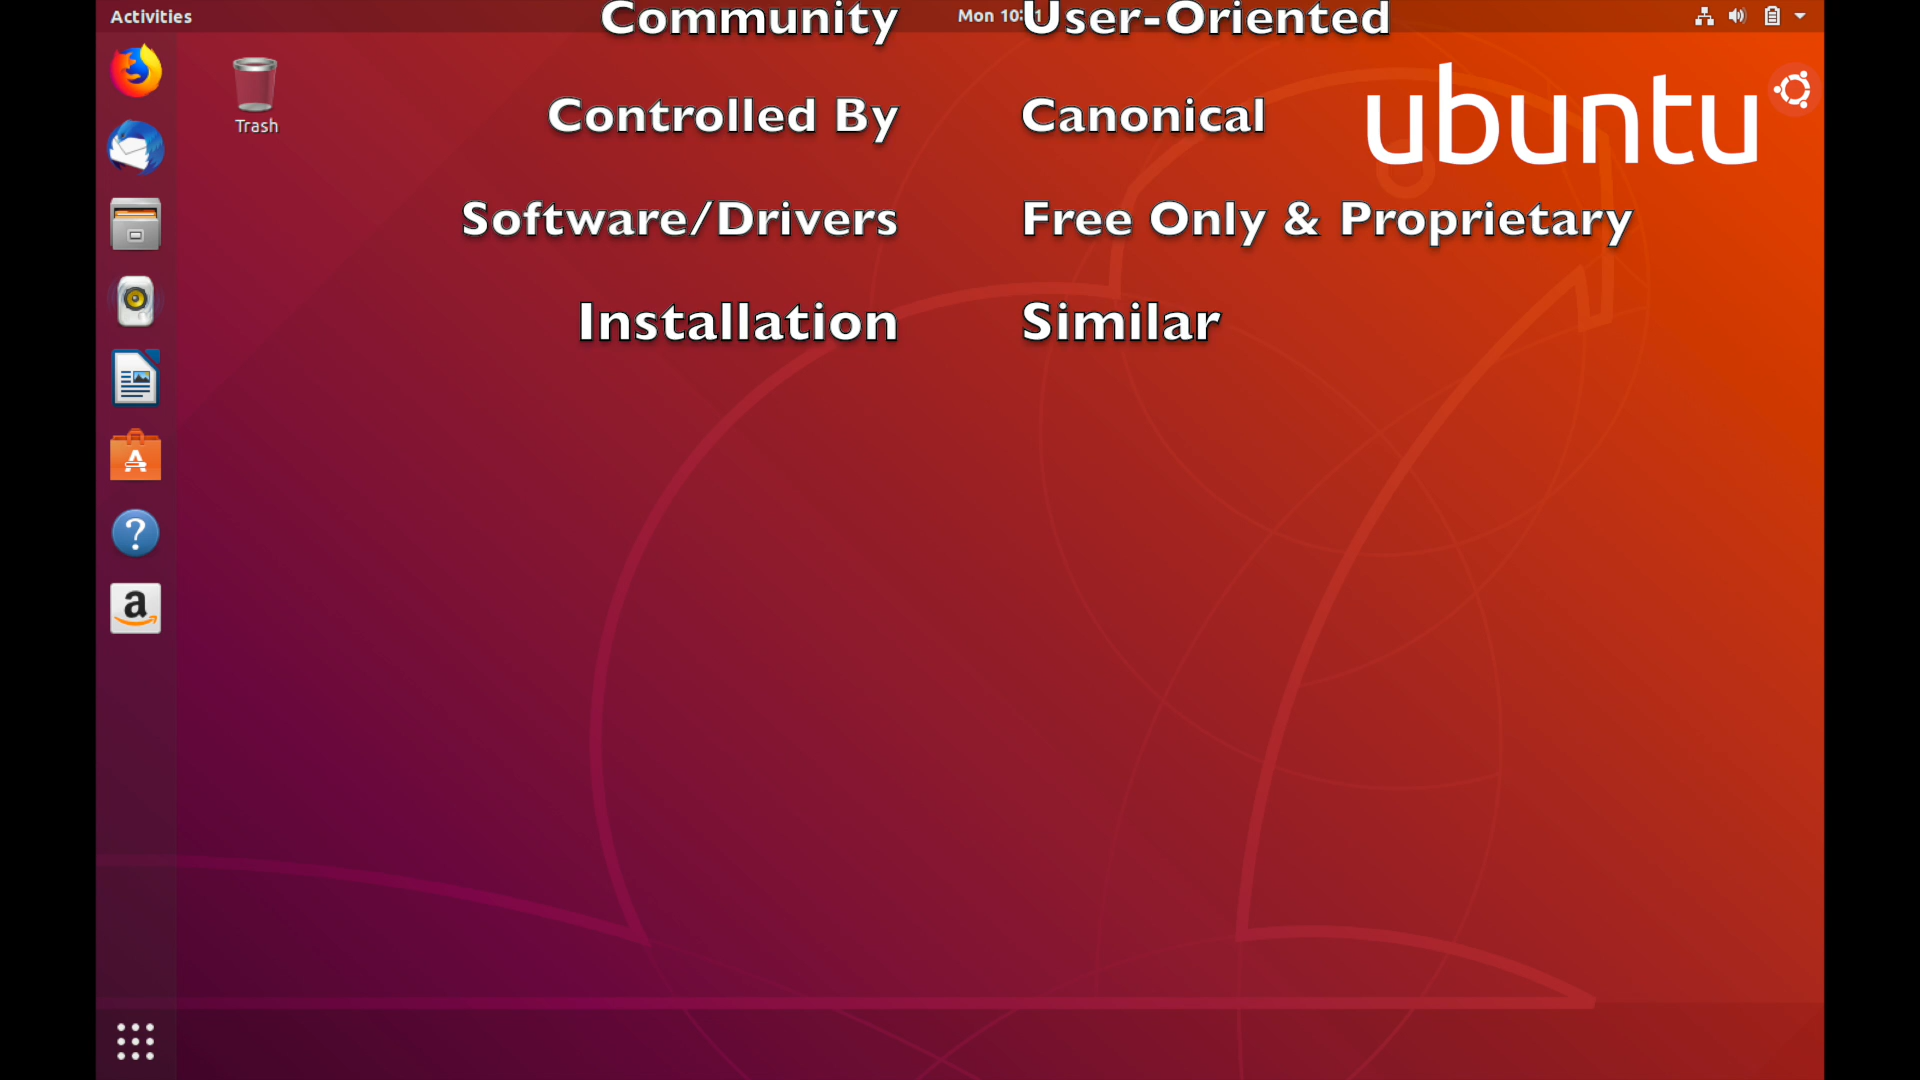 Activities
Community User-Oriented
Mon 10:
Trash
Controlled By Canonical
ubuntu
Software/Drivers Free Only & Proprietary
Installation Similar